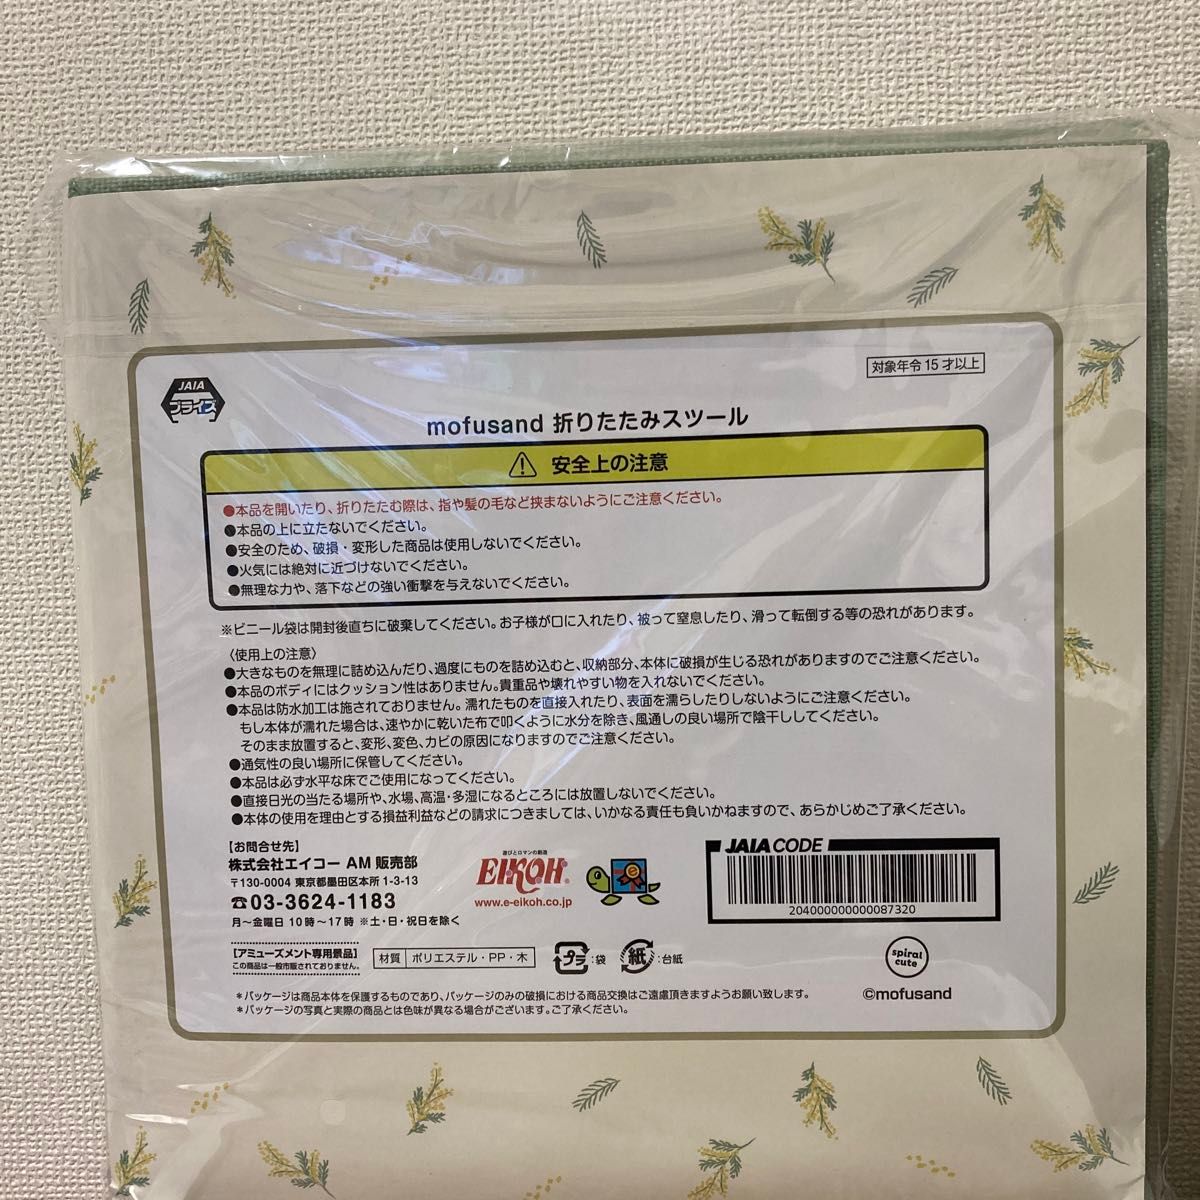 対象年令15才以上
JAIA
プライズ
mofusand 折りたたみスツール
安全上の注意
●本品を開いたり、折りたたむ際は、指や髪の毛など挟まないようにご注意ください。
●本品の上に立たないでください。
●安全のため、破損・変形した商品は使用しないでください。
●火気には絶対に近づけないでください。
●無理な力や、落下などの強い衝撃を与えないでください。
※ビニール袋は開封後直ちに破棄してください。お子様が口に入れたり、被って窒息したり、滑って転倒する等の恐れがあります。
〈使用上の注意〉
●大きなものを無理に詰め込んだり、過度にものを詰め込むと、収納部分、本体に破損が生じる恐れがありますのでご注意ください。
●本品のボディにはクッション性はありません。貴重品や壊れやすい物を入れないでください。
●本品は防水加工は施されておりません。濡れたものを直接入れたり、表面を濡らしたりしないようにご注意ください。
もし本体が濡れた場合は、速やかに乾いた布で叩くように水分を除き、風通しの良い場所で陰干ししてください。
そのまま放置すると、変形、変色、カビの原因になりますのでご注意ください。
●通気性の良い場所に保管してください。
●本品は必ず水平な床でご使用になってください。
●直接日光の当たる場所や、水場、高温・多湿になるところには放置しないでください。
●本体の使用を理由とする損益利益などの請求につきましては、いかなる責任も負いかねますので、あらかじめご了承ください。
【お問合せ先】
株式会社エイコー AM 販売部
〒130-0004 東京都墨田区本所 1-3-13
☎03-3624-1183
月〜金曜日 10時〜17時 ※土・日・祝日を除く
遊びとロマンの創造
EIKOH
www.e-eikoh.co.jp
JAIA CODE
204000000000087320
【アミューズメント専用景品】
この商品は一般市販されておりません。
材質 ポリエステル・PP・木
プラ :袋
紙 :台紙
spiral
cute
©mofusand
＊パッケージは商品本体を保護するものであり、パッケージのみの破損における商品交換はご遠慮頂きますようお願い致します。
＊パッケージの写真と実際の商品とは色味が異なる場合がございます。ご了承ください。